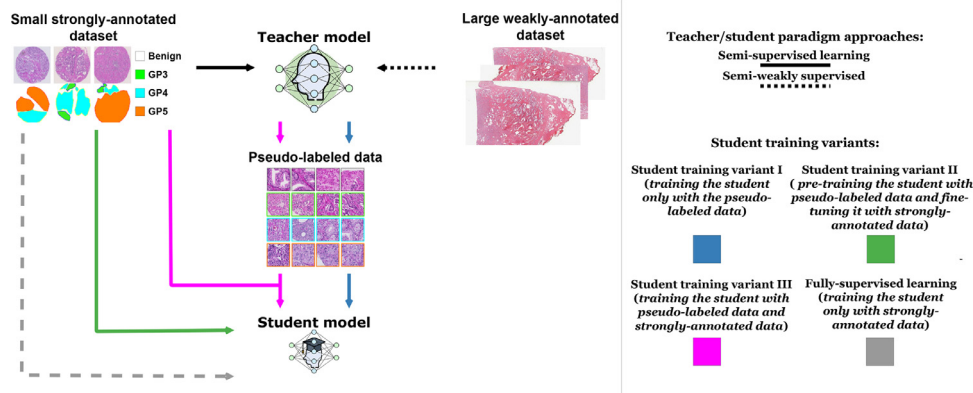 Small strongly-annotated
dataset
Benign
GP3
GP4
GP5
Teacher model
Large weakly-annotated
dataset
Pseudo-labeled data
Student model
Teacher/student paradigm approaches:
Semi-supervised learning
Semi-weakly supervised
Student training variants:
Student training variant I
(training the student
only with the pseudo-
labeled data)
Student training variant II
( pre-training the student with
pseudo-labeled data and fine-
tuning it with strongly-
annotated data)
Student training variant III
(training the student with
pseudo-labeled data and
strongly-annotated data)
Fully-supervised learning
(training the student
only with strongly-
annotated data)